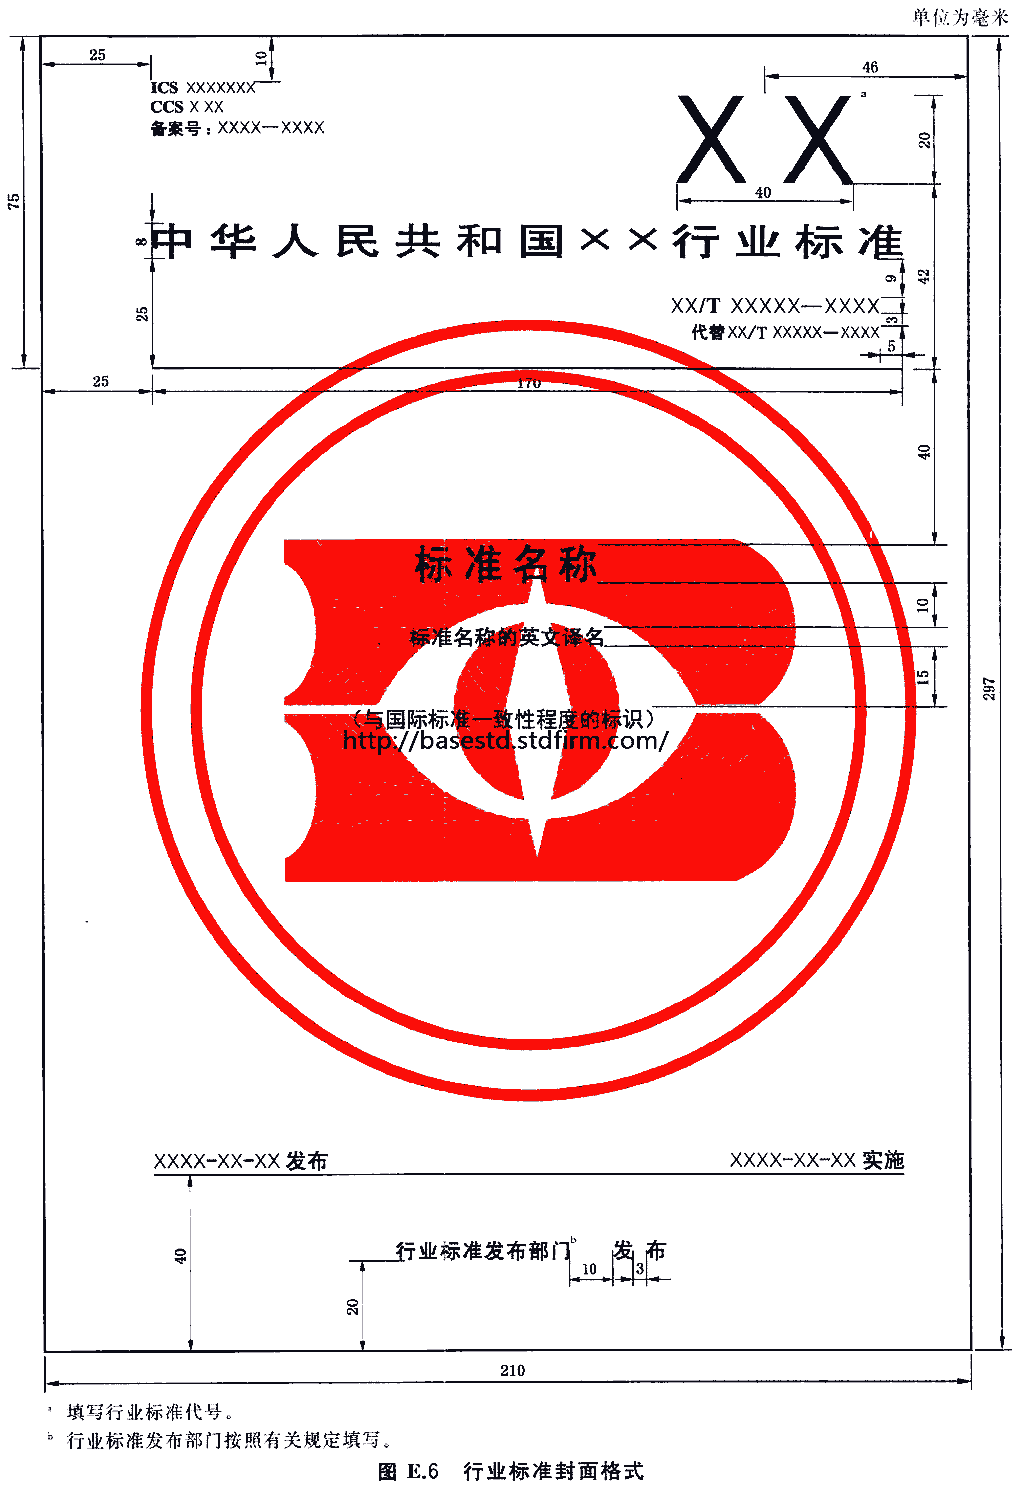 单位为毫米
25
10
46
ICS XXXXXXX
CCS X XX
备案号：XXXX—XXXX
XX a
20
40
75
8
中华人民共和国××行业标准
9
42
25
XX/T XXXXX—XXXX
3
代替XX/T XXXXX—XXXX
5
25
170
40
标准名称
10
标准名称的英文译名
15
297
（与国际标准一致性程度的标识）
http://basestd.stdfirm.com/
XXXX-XX-XX 发布
XXXX-XX-XX 实施
40
行业标准发布部门b 发布
10
3
20
210
a 填写行业标准代号。
b 行业标准发布部门按照有关规定填写。
图 E.6 行业标准封面格式